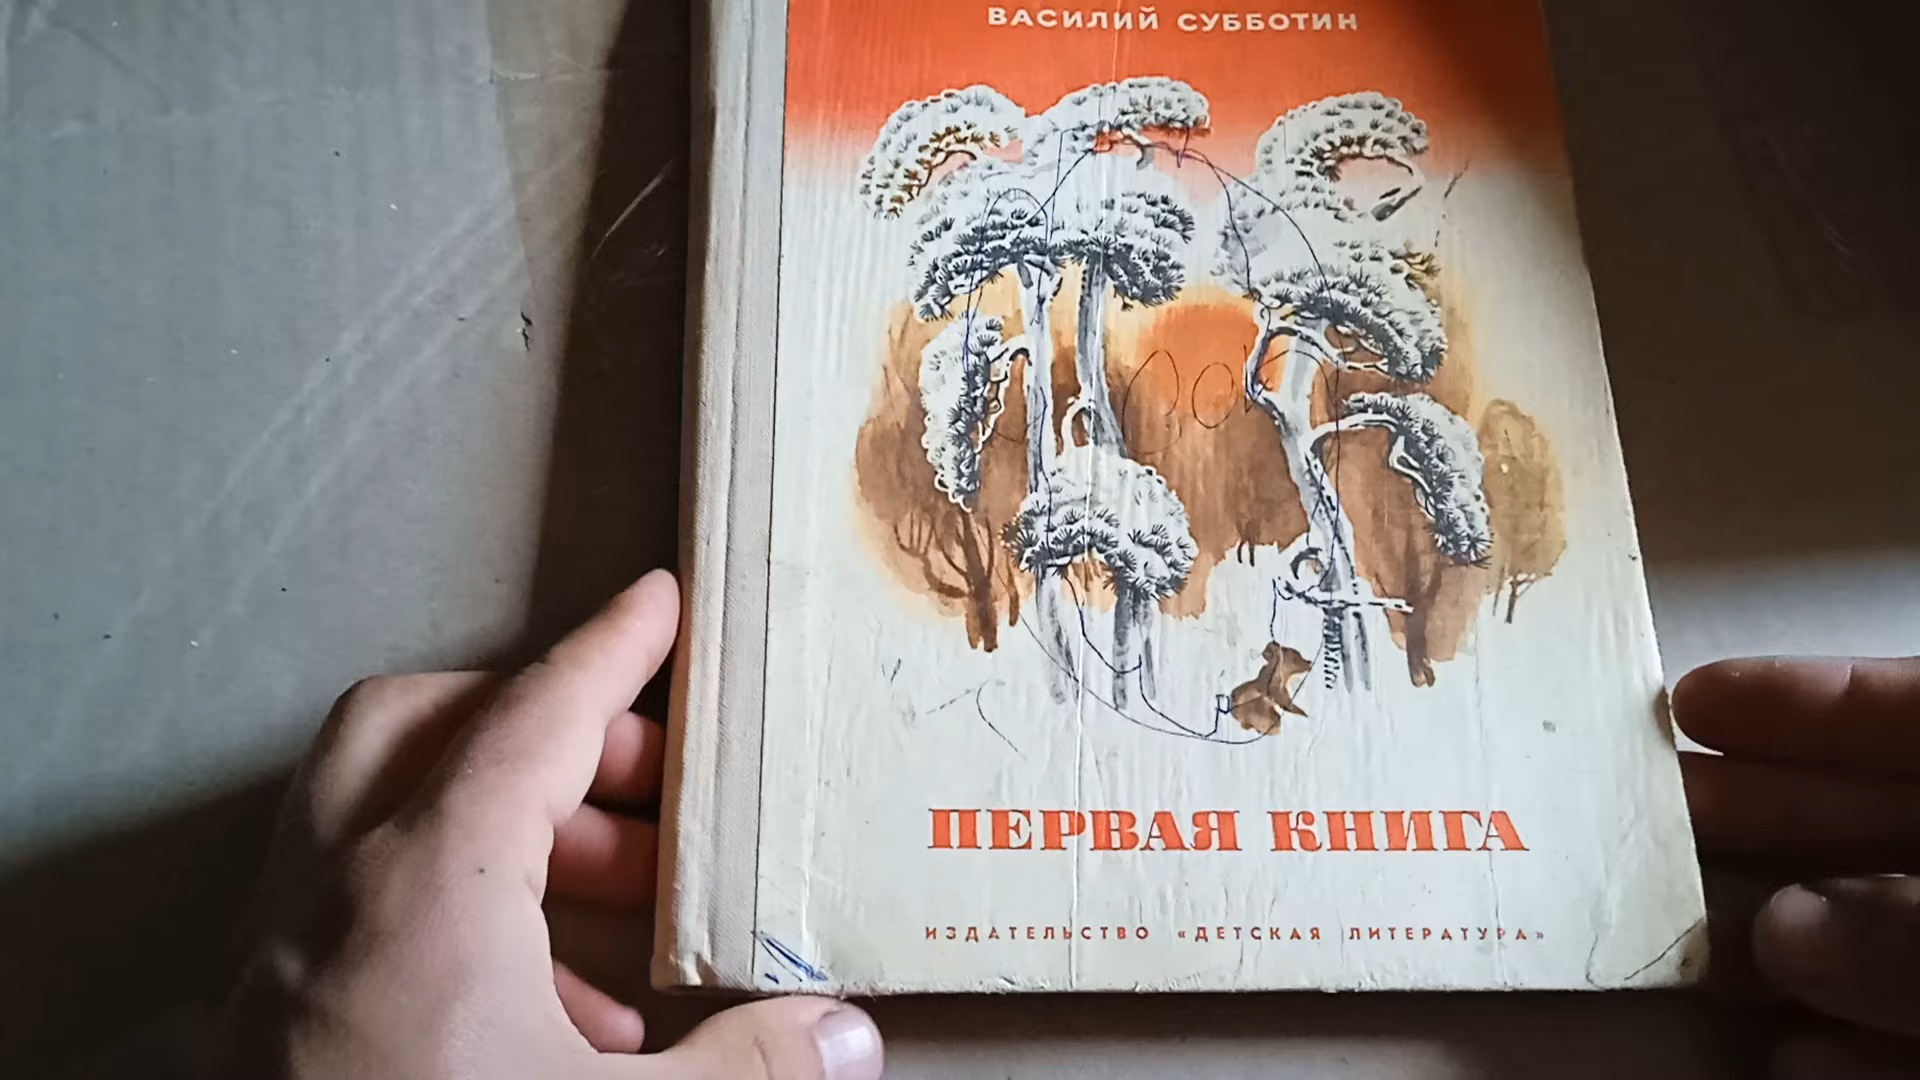 ВАСИЛИЙ СУББОТИН
ПЕРВАЯ КНИГА
ИЗДАТЕЛЬСТВО «ДЕТСКАЯ ЛИТЕРАТУРА»